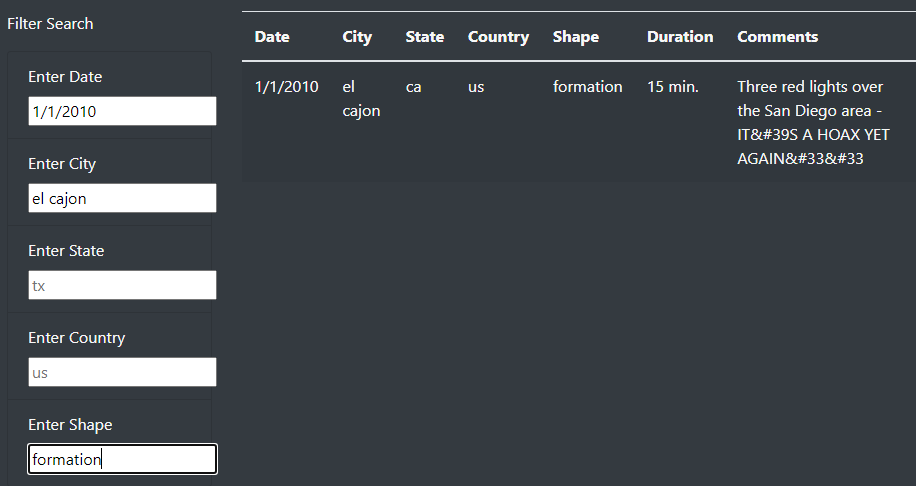 Filter Search
Enter Date
1/1/2010
Enter City
el cajon
Enter State
tx
Enter Country
us
Enter Shape
formation
Date City State Country Shape Duration Comments
1/1/2010 el ca us formation 15 min. Three red lights over
cajon the San Diego area -
IT&#39S A HOAX YET
AGAIN&#33&#33